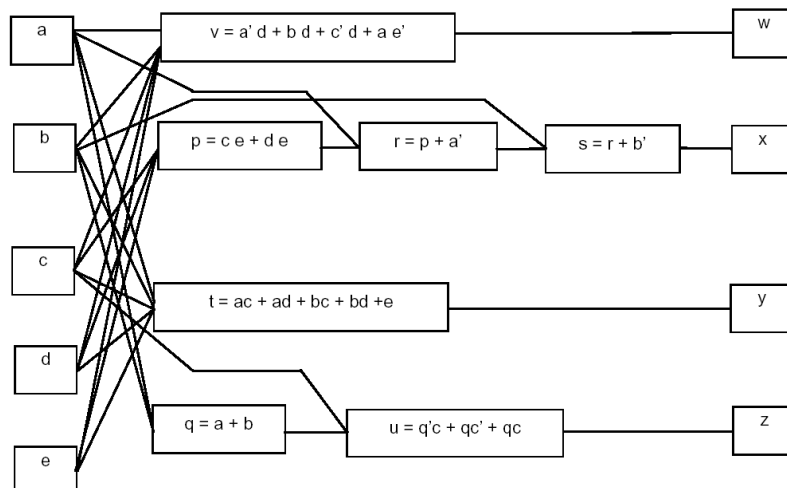 a
v = a' d + b d + c' d + a e'
w
b
p = c e + d e
r = p + a'
s = r + b'
x
c
t = ac + ad + bc + bd +e
y
d
q = a + b
u = q'c + qc' + qc
z
e